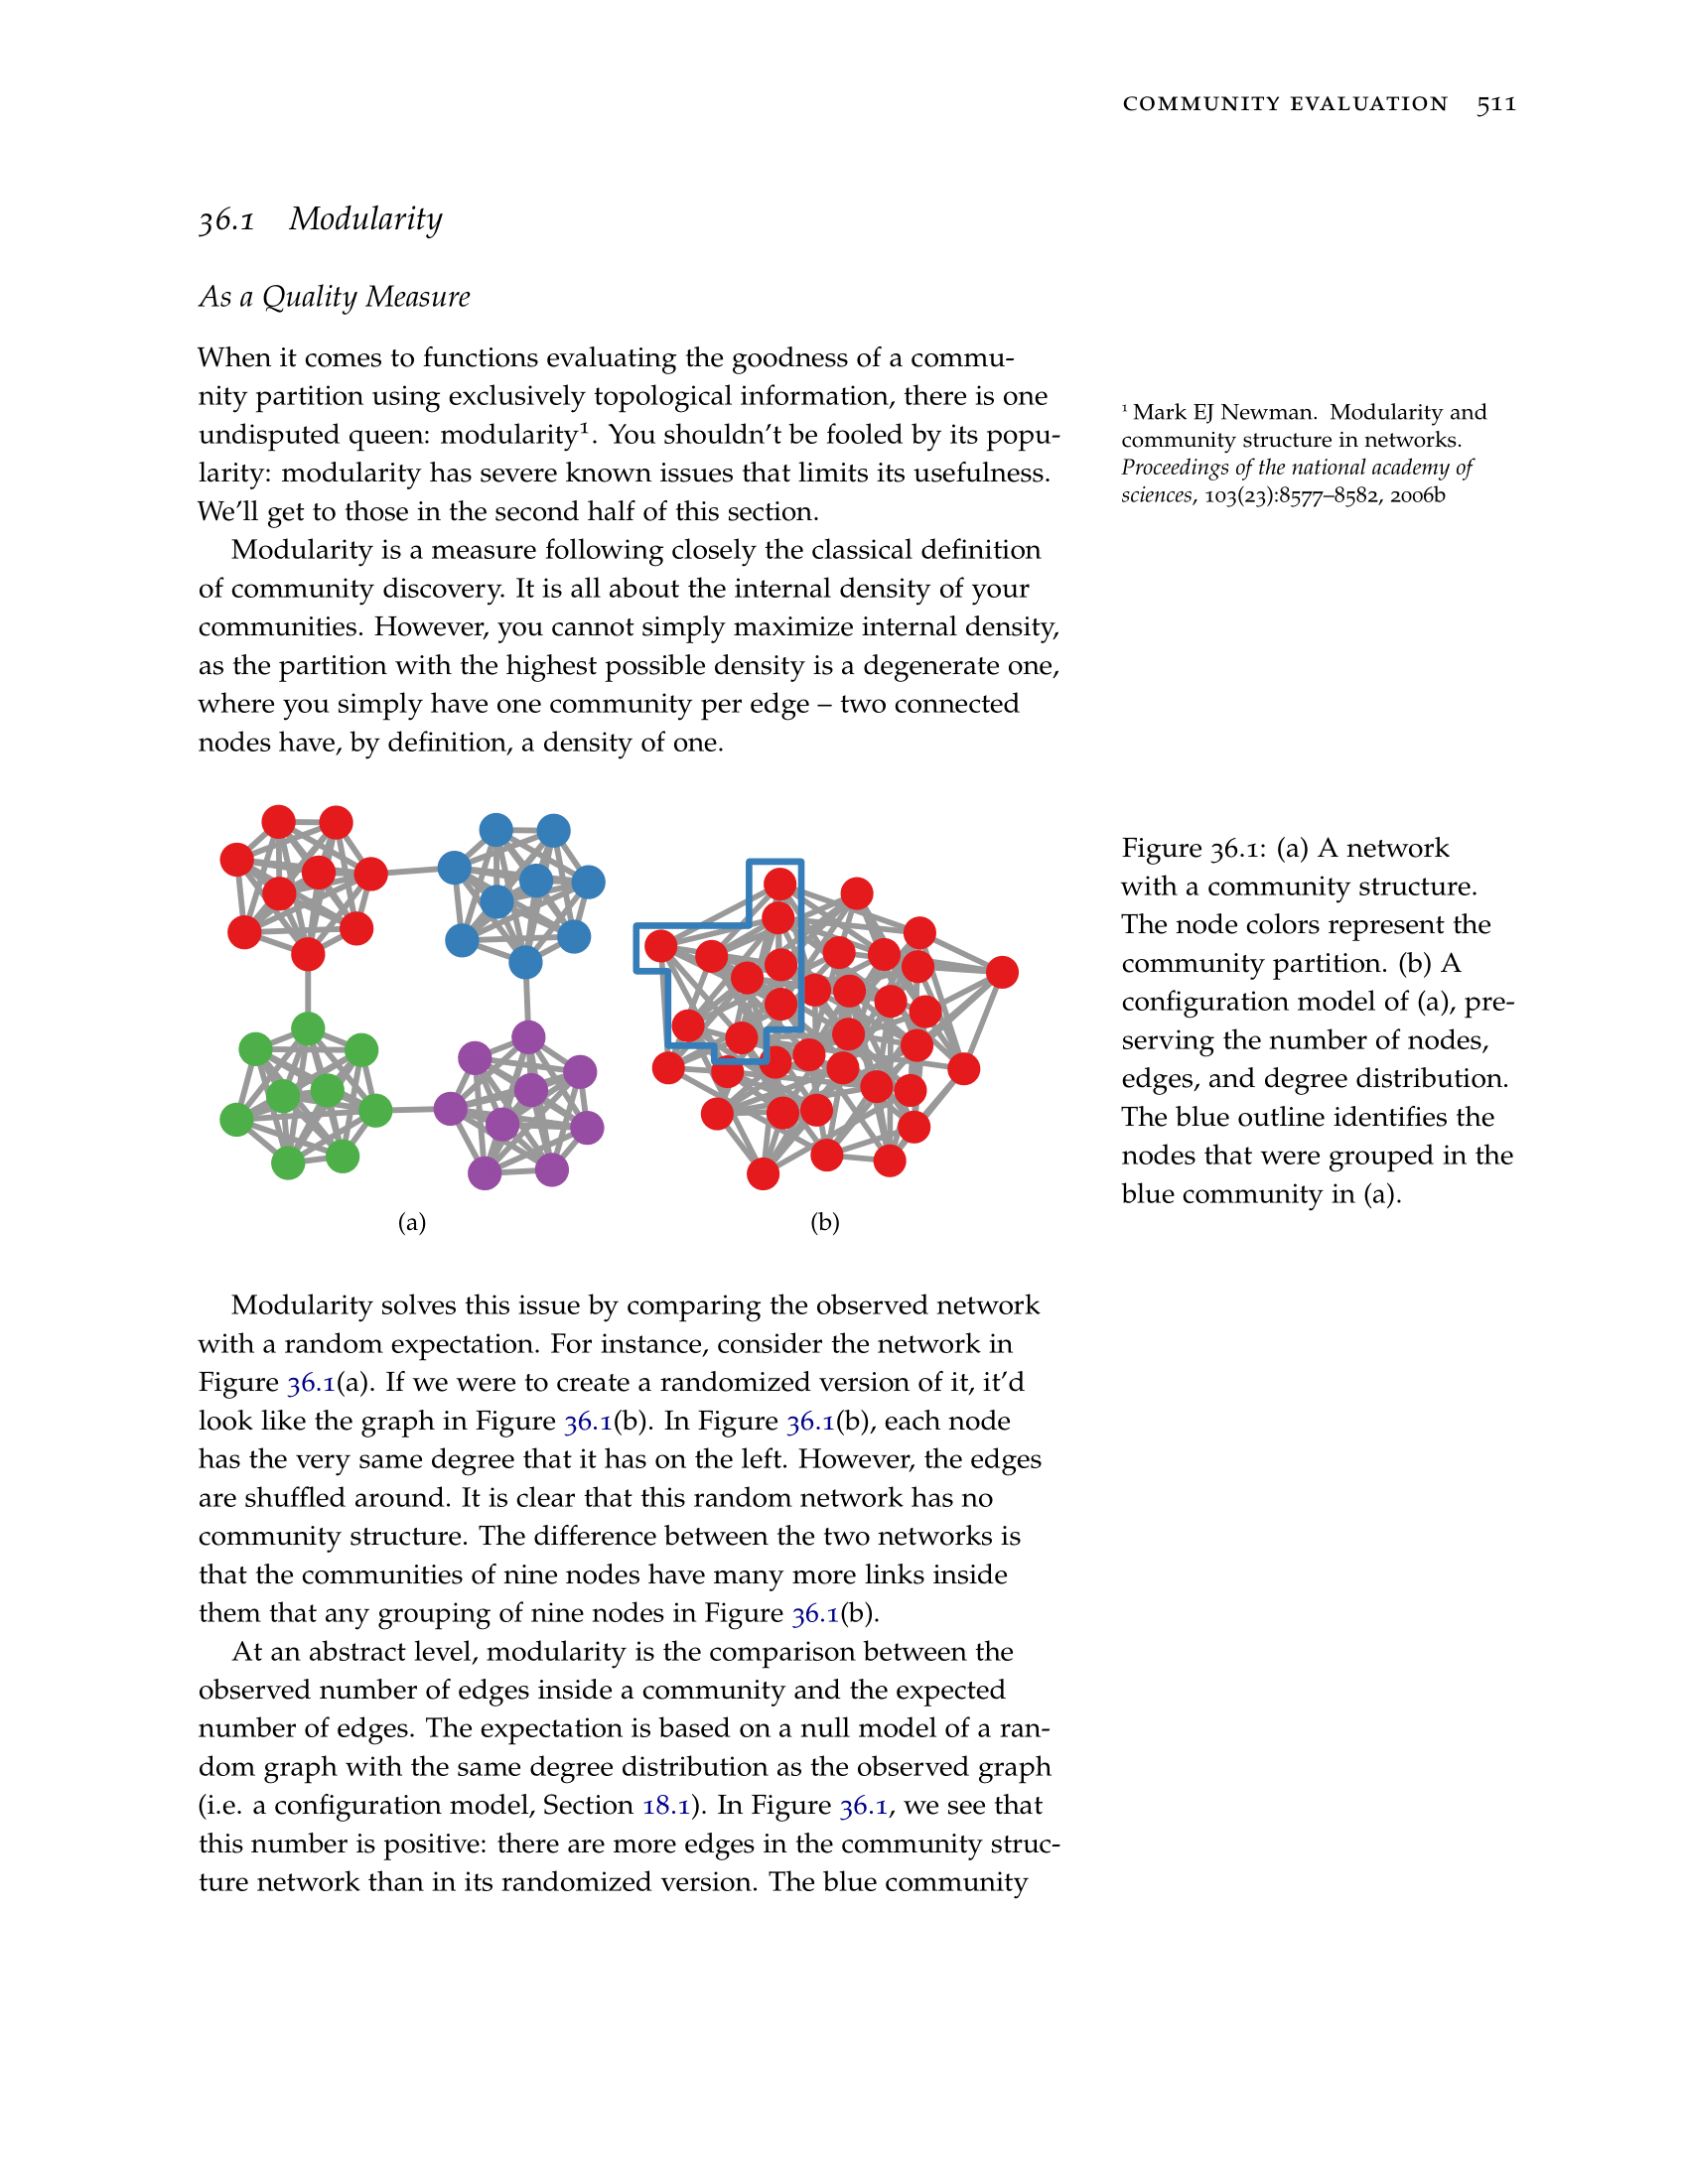 COMMUNITY EVALUATION 511
36.1 Modularity
As a Quality Measure
When it comes to functions evaluating the goodness of a commu-
nity partition using exclusively topological information, there is one
undisputed queen: modularity¹. You shouldn’t be fooled by its popu-
larity: modularity has severe known issues that limits its usefulness.
We’ll get to those in the second half of this section.
¹ Mark EJ Newman. Modularity and
community structure in networks.
Proceedings of the national academy of
sciences, 103(23):8577–8582, 2006b
Modularity is a measure following closely the classical definition
of community discovery. It is all about the internal density of your
communities. However, you cannot simply maximize internal density,
as the partition with the highest possible density is a degenerate one,
where you simply have one community per edge – two connected
nodes have, by definition, a density of one.
(a)
(b)
Figure 36.1: (a) A network
with a community structure.
The node colors represent the
community partition. (b) A
configuration model of (a), pre-
serving the number of nodes,
edges, and degree distribution.
The blue outline identifies the
nodes that were grouped in the
blue community in (a).
Modularity solves this issue by comparing the observed network
with a random expectation. For instance, consider the network in
Figure 36.1(a). If we were to create a randomized version of it, it’d
look like the graph in Figure 36.1(b). In Figure 36.1(b), each node
has the very same degree that it has on the left. However, the edges
are shuffled around. It is clear that this random network has no
community structure. The difference between the two networks is
that the communities of nine nodes have many more links inside
them that any grouping of nine nodes in Figure 36.1(b).
At an abstract level, modularity is the comparison between the
observed number of edges inside a community and the expected
number of edges. The expectation is based on a null model of a ran-
dom graph with the same degree distribution as the observed graph
(i.e. a configuration model, Section 18.1). In Figure 36.1, we see that
this number is positive: there are more edges in the community struc-
ture network than in its randomized version. The blue community